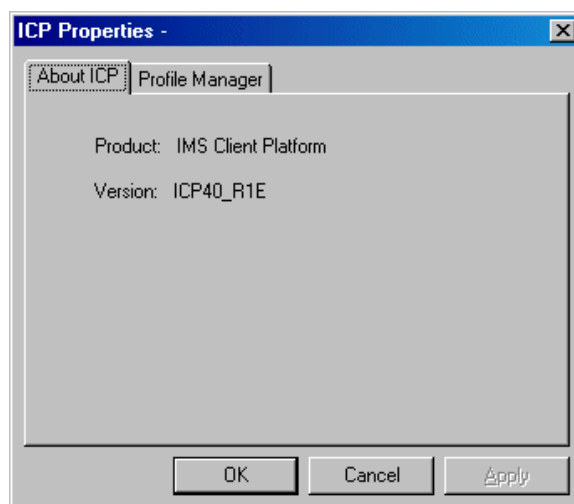 ICP Properties -
About ICP Profile Manager
Product: IMS Client Platform
Version: ICP40_R1E
OK Cancel Apply